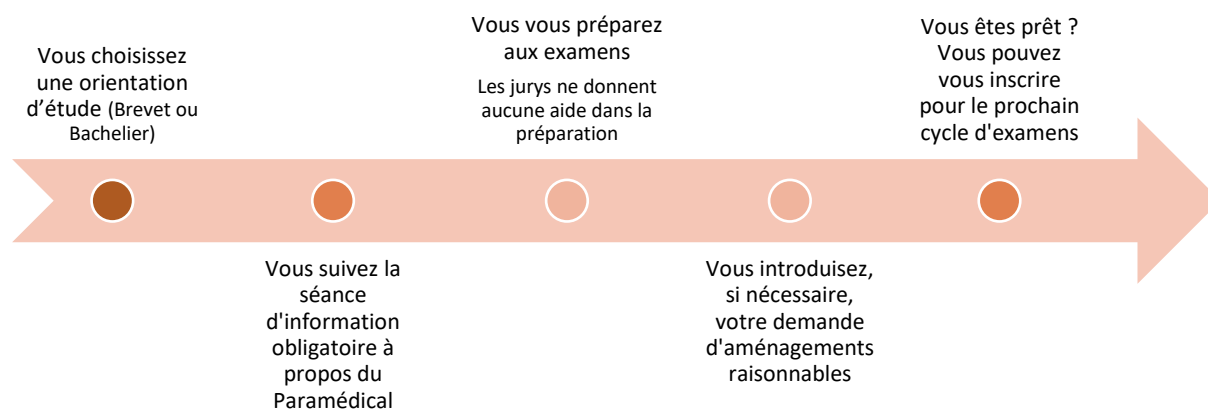 Vous choisissez
une orientation
d'étude (Brevet ou
Bachelier)
Vous suivez la
séance
d'information
obligatoire à
propos du
Paramédical
Vous vous préparez
aux examens
Les jurys ne donnent
aucune aide dans la
préparation
Vous introduisez,
si nécessaire,
votre demande
d'aménagements
raisonnables
Vous êtes prêt ?
Vous pouvez
vous inscrire
pour le prochain
cycle d'examens